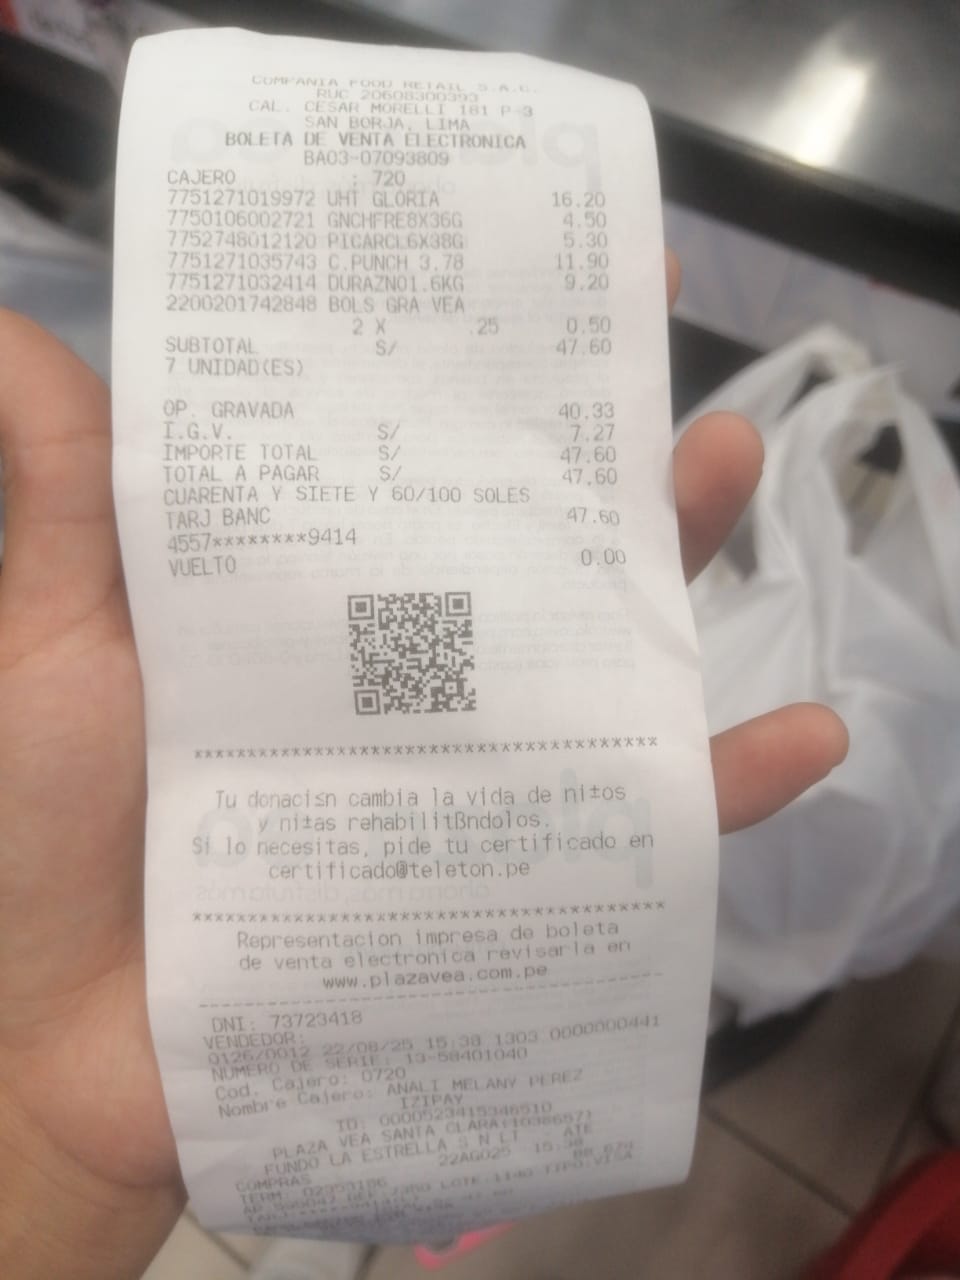 COMPANIA FOOD RETAIL S.A.C.
RUC 20608300393
CAL. CESAR MORELLI 181 P-3
SAN BORJA, LIMA
BOLETA DE VENTA ELECTRONICA
BA03-07093809
CAJERO : 720
7751271019972 UHT GLORIA 16.20
7750106002721 GNCHFRE8X36G 4.50
7752748012120 PICARCL6X38G 5.30
7751271035743 C.PUNCH 3.78 11.90
7751271032414 DURAZNO1.6KG 9.20
2200201742848 BOLS GRA VEA
2 X .25 0.50
SUBTOTAL S/ 47.60
7 UNIDAD(ES)
OP. GRAVADA 40.33
I.G.V. S/ 7.27
IMPORTE TOTAL S/ 47.60
TOTAL A PAGAR S/ 47.60
CUARENTA Y SIETE Y 60/100 SOLES
TARJ BANC 47.60
4557********9414
VUELTO 0.00
****************************************
Tu donaci≤n cambia la vida de ni±os
y ni±as rehabilitßndolos.
Si lo necesitas, pide tu certificado en
certificado@teleton.pe
****************************************
Representacion impresa de boleta
de venta electronica revisarla en
www.plazavea.com.pe
----------------------------------------
DNI: 73723418
VENDEDOR:
0126/0012 22/08/25 15:38 1303 0000000441
NUMERO DE SERIE: 13-58401040
Cod. Cajero: 0720
Nombre Cajero: ANALI MELANY PEREZ
IZIPAY
ID: 0000523415346510
PLAZA VEA SANTA CLARA(10386571
FUNDO LA ESTRELLA S N LT ATE
COMPRAS 22AGO25 15:38
TERM: 02353186
LOTE:1140 TIPO:VISA